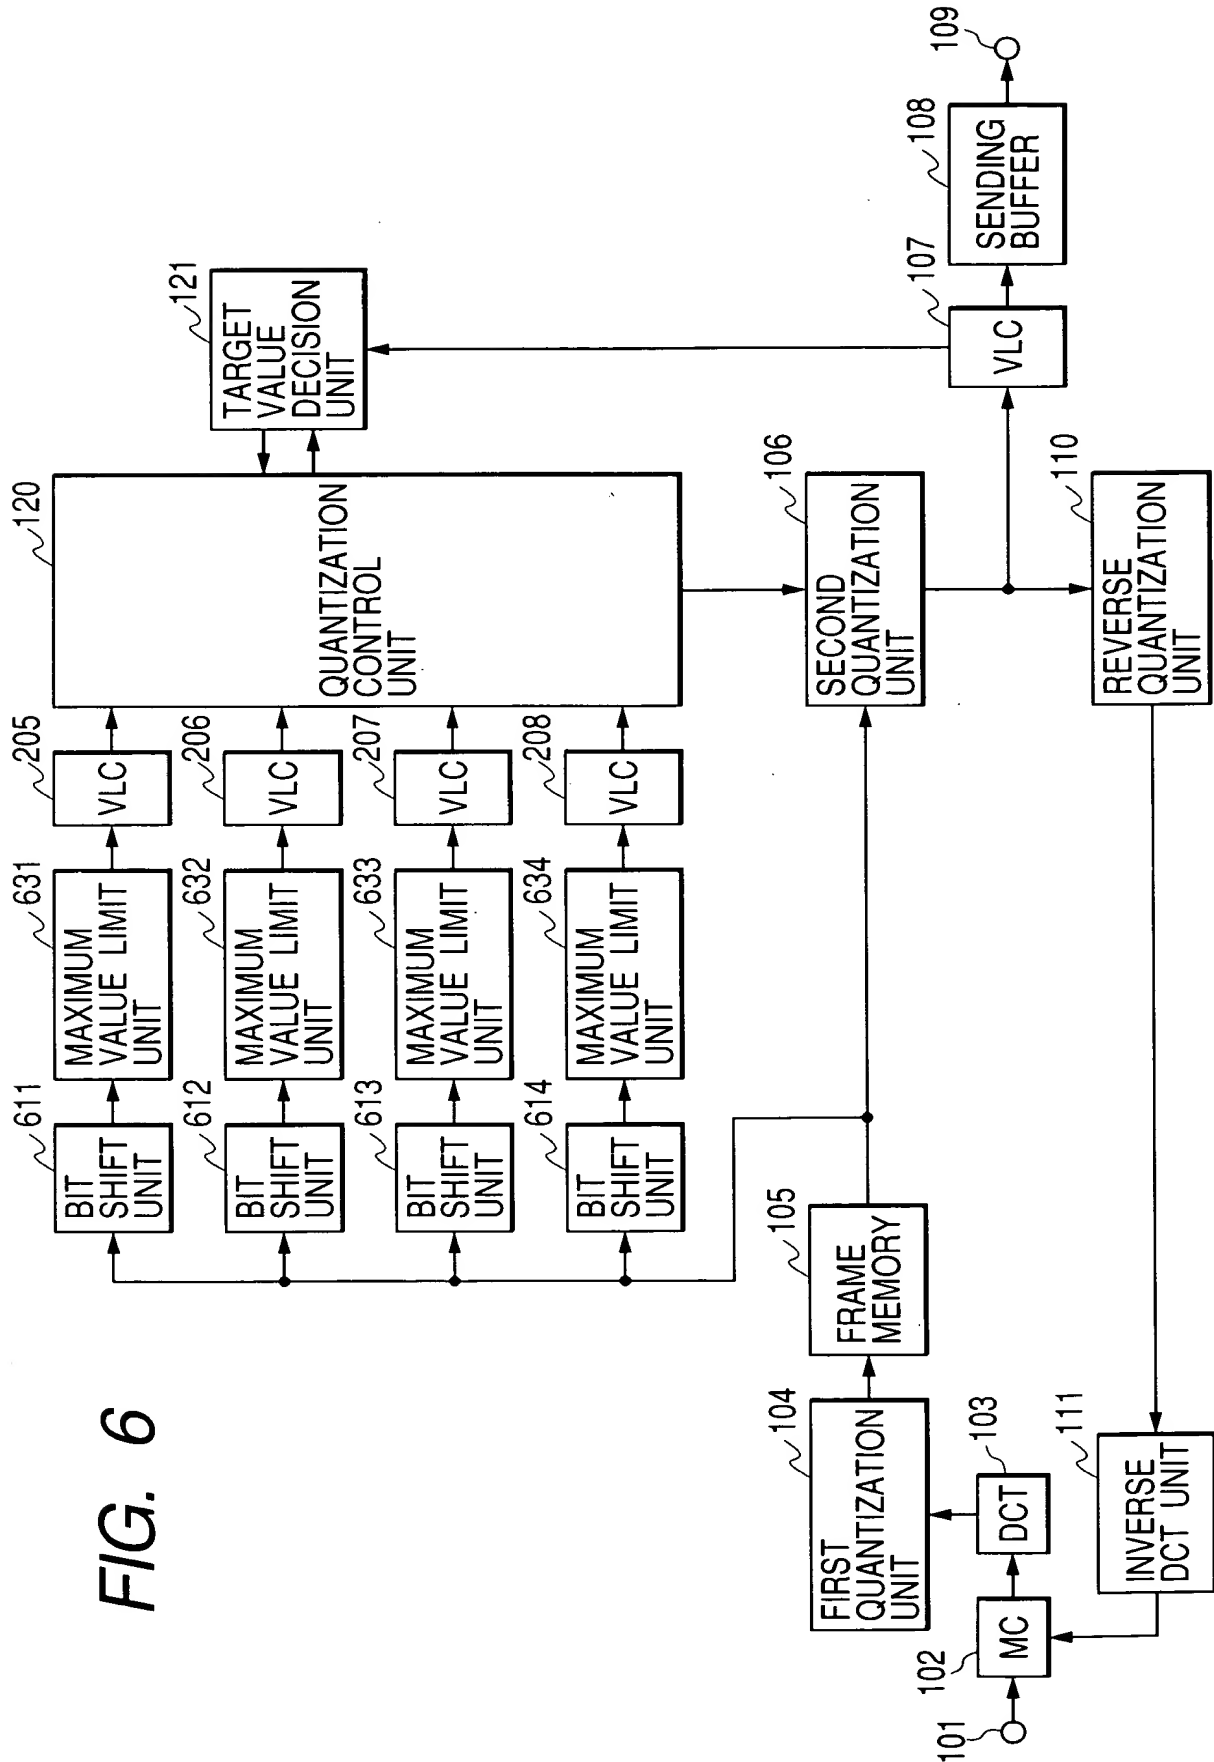 FIG. 6
611
BIT
SHIFT
UNIT
631
MAXIMUM
VALUE LIMIT
UNIT
205
VLC
612
BIT
SHIFT
UNIT
632
MAXIMUM
VALUE LIMIT
UNIT
206
VLC
613
BIT
SHIFT
UNIT
633
MAXIMUM
VALUE LIMIT
UNIT
207
VLC
614
BIT
SHIFT
UNIT
634
MAXIMUM
VALUE LIMIT
UNIT
208
VLC
120
QUANTIZATION
CONTROL
UNIT
121
TARGET
VALUE
DECISION
UNIT
104
FIRST
QUANTIZATION
UNIT
105
FRAME
MEMORY
106
SECOND
QUANTIZATION
UNIT
101
102
MC
103
DCT
107
VLC
108
SENDING
BUFFER
109
111
INVERSE
DCT UNIT
110
REVERSE
QUANTIZATION
UNIT